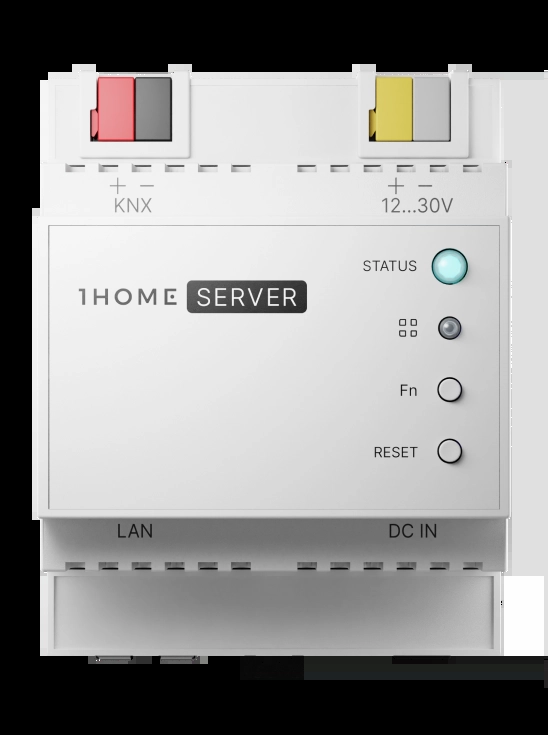 + −
KNX
+ −
12...30V
STATUS
1HOME SERVER
Fn
RESET
LAN
DC IN